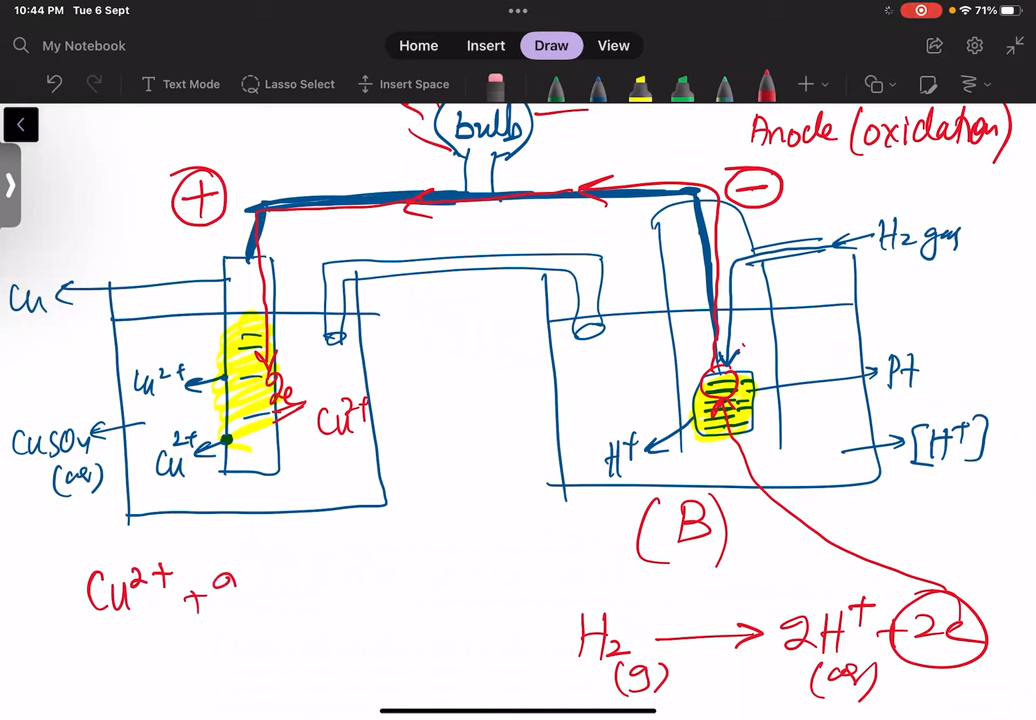 10:44 PM Tue 6 Sept
71%
My Notebook
Home Insert Draw View
Text Mode Lasso Select Insert Space
bulb
Anode (oxidation)
+
−
H2 gas
Cu
Cu2+
2e
Cu2+
Pt
CuSO4
(aq)
Cu2+
H+
[H+]
(B)
Cu2+ + 2
H2 → 2H+ + 2e
(g) (aq)